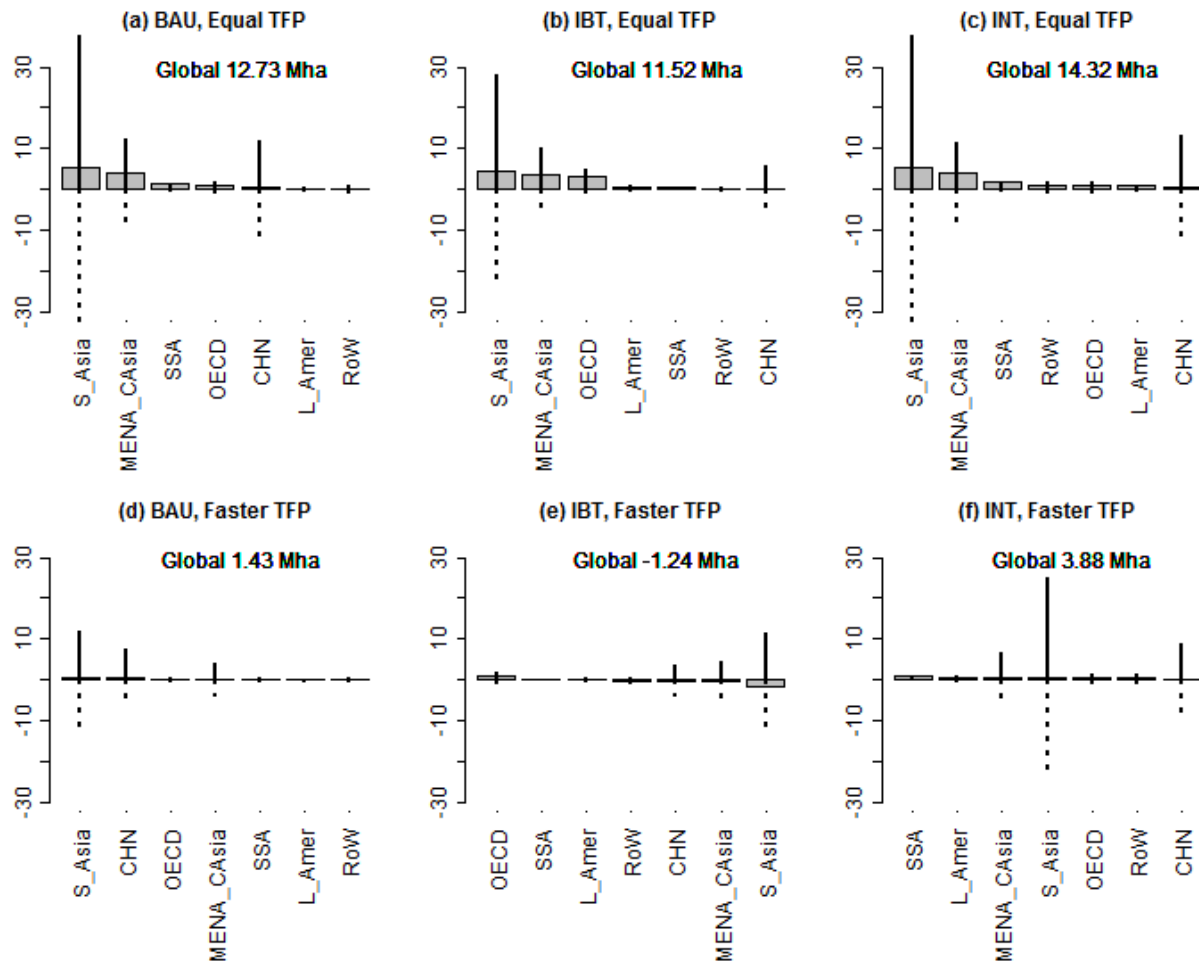 (a) BAU, Equal TFP
Global 12.73 Mha
30
10
-10
-30
S_Asia
MENA_CAsia
SSA
OECD
CHN
L_Amer
RoW
(b) IBT, Equal TFP
Global 11.52 Mha
30
10
-10
-30
S_Asia
MENA_CAsia
OECD
L_Amer
SSA
RoW
CHN
(c) INT, Equal TFP
Global 14.32 Mha
30
10
-10
-30
S_Asia
MENA_CAsia
SSA
RoW
OECD
L_Amer
CHN
(d) BAU, Faster TFP
Global 1.43 Mha
30
10
-10
-30
S_Asia
CHN
OECD
MENA_CAsia
SSA
L_Amer
RoW
(e) IBT, Faster TFP
Global -1.24 Mha
30
10
-10
-30
OECD
SSA
L_Amer
RoW
CHN
MENA_CAsia
S_Asia
(f) INT, Faster TFP
Global 3.88 Mha
30
10
-10
-30
SSA
L_Amer
MENA_CAsia
S_Asia
OECD
RoW
CHN